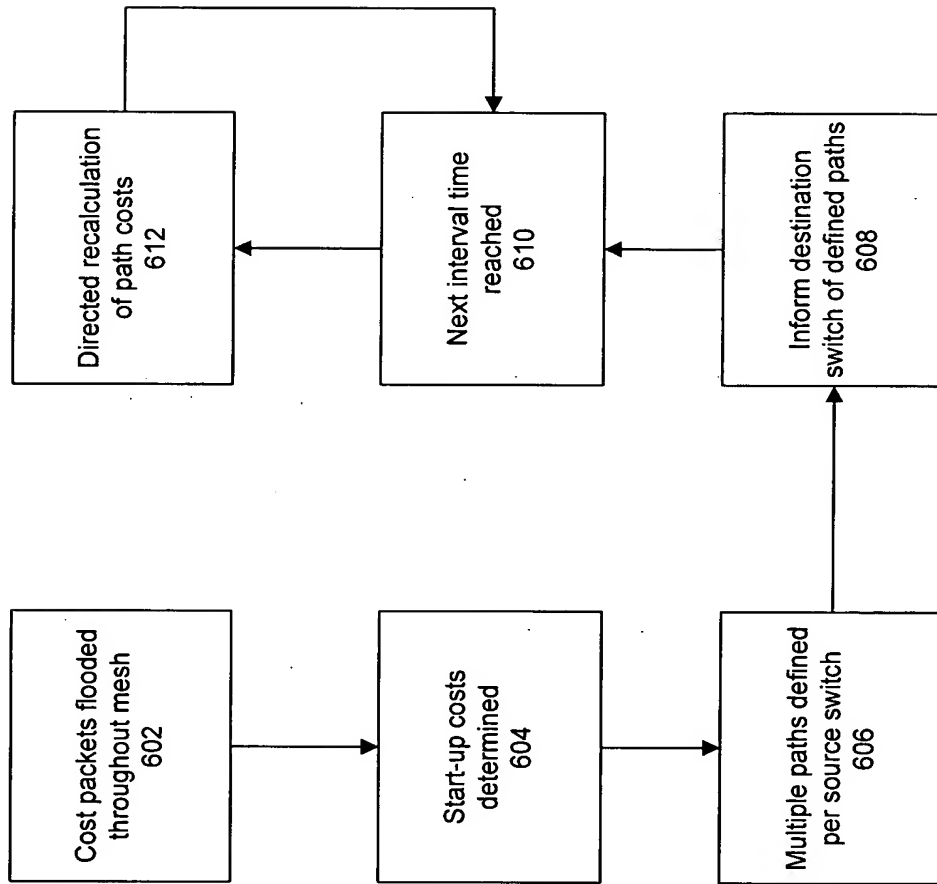 Cost packets flooded
throughout mesh
602
Start-up costs
determined
604
Multiple paths defined
per source switch
606
Inform destination
switch of defined paths
608
Next interval time
reached
610
Directed recalculation
of path costs
612